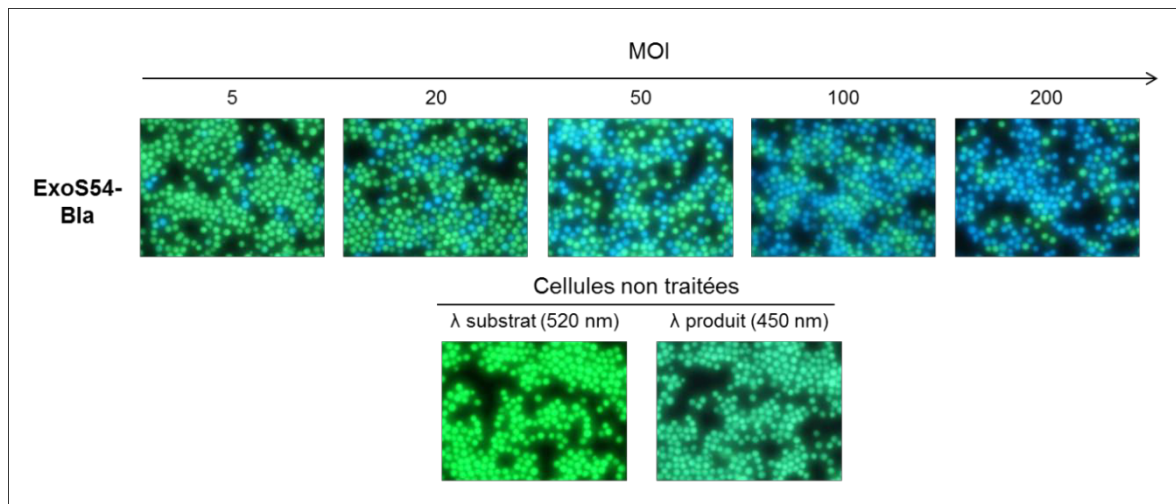 MOI
5 20 50 100 200
ExoS54-
Bla
Cellules non traitées
λ substrat (520 nm) λ produit (450 nm)